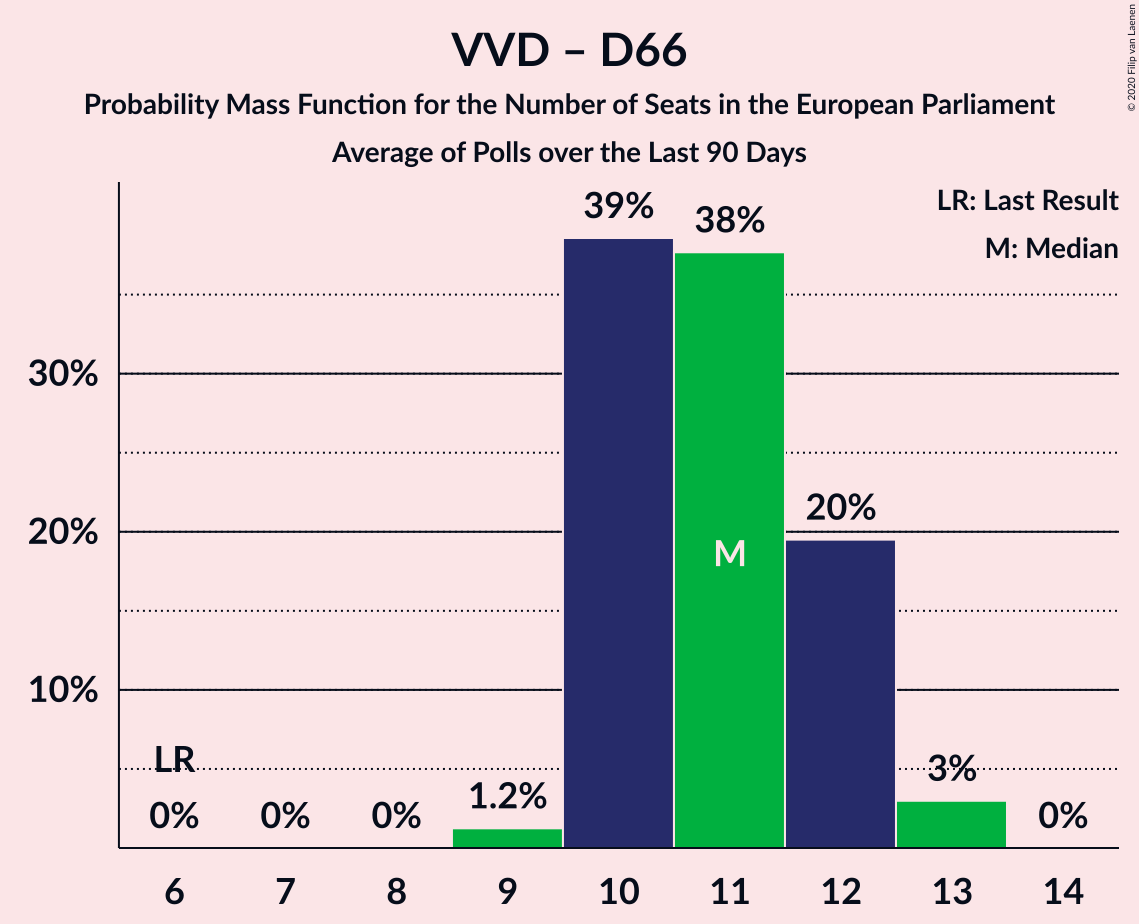 VVD – D66
Probability Mass Function for the Number of Seats in the European Parliament
Average of Polls over the Last 90 Days
© 2020 Filip van Laenen
LR: Last Result
M: Median
39%
38%
30%
20%
M
20%
10%
LR
0%
0%
0%
1.2%
3%
0%
6 7 8 9 10 11 12 13 14